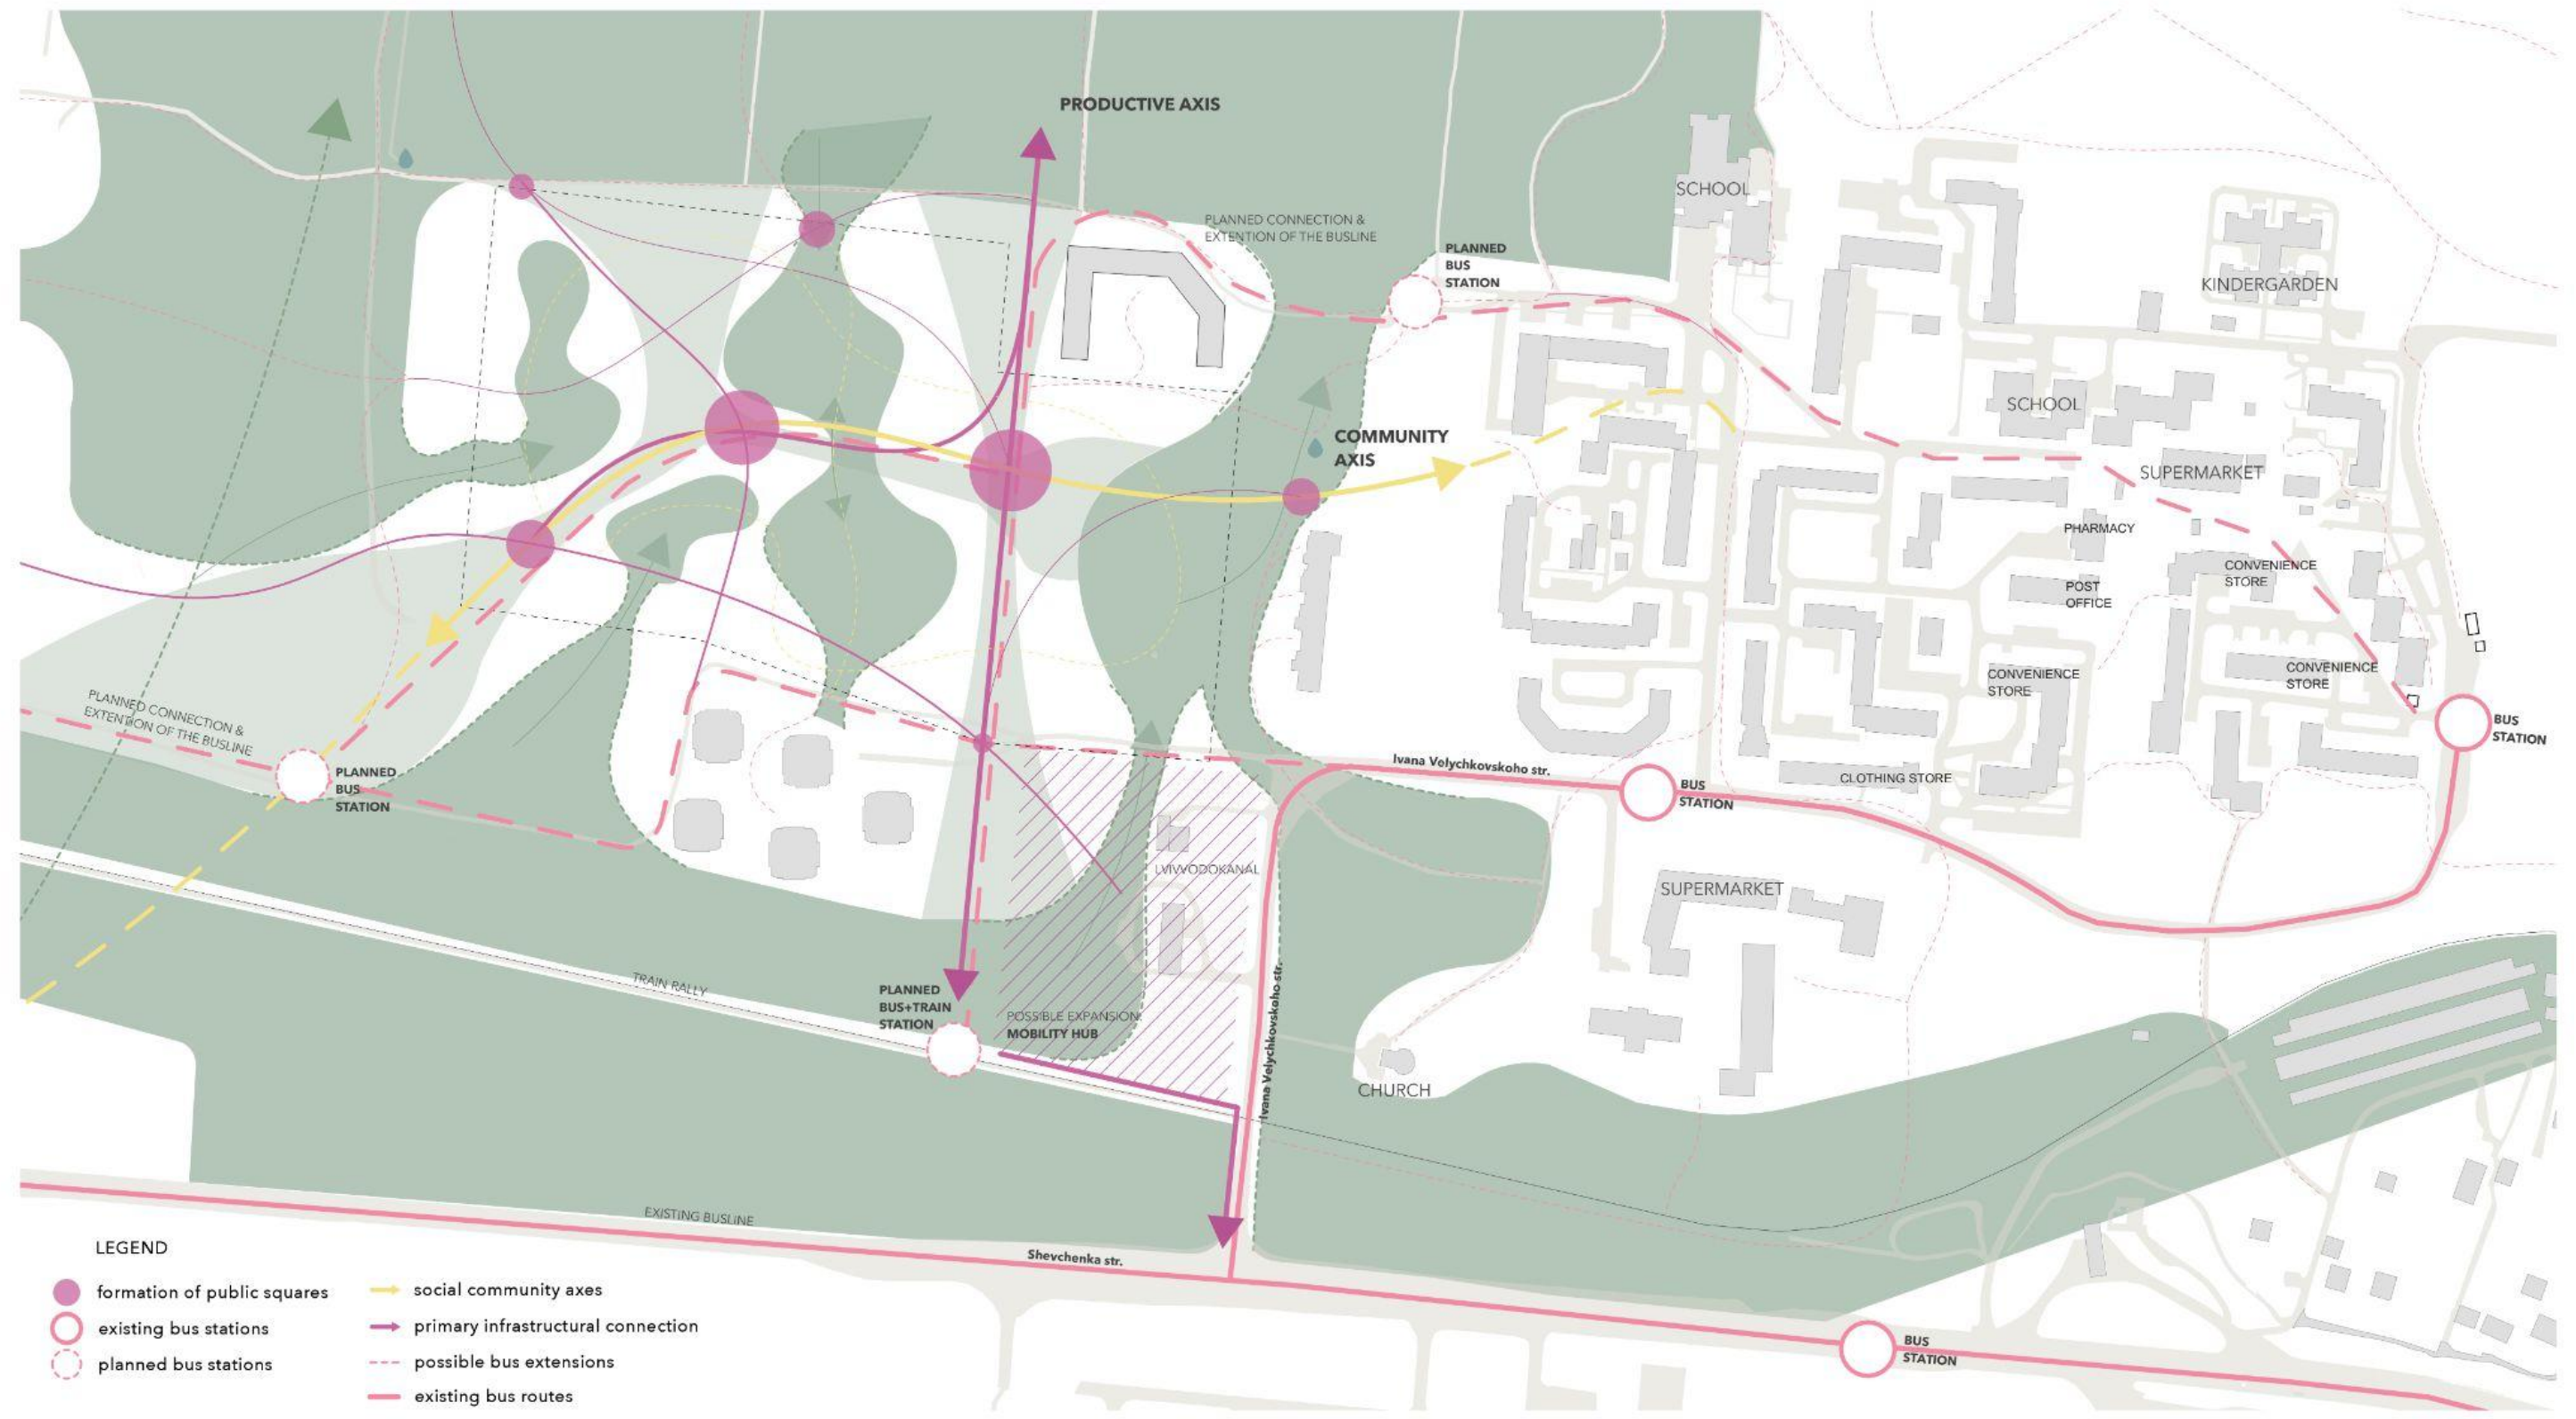 PRODUCTIVE AXIS
SCHOOL
PLANNED CONNECTION &
EXTENTION OF THE BUSLINE
PLANNED
BUS
STATION
KINDERGARDEN
SCHOOL
COMMUNITY
AXIS
SUPERMARKET
PHARMACY
CONVENIENCE
STORE
POST
OFFICE
CONVENIENCE
STORE
CONVENIENCE
STORE
PLANNED CONNECTION &
EXTENTION OF THE BUSLINE
BUS
STATION
PLANNED
BUS
STATION
Ivana Velychkovskoho str.
BUS
STATION
CLOTHING STORE
LVIVVODOKANAL
SUPERMARKET
TRAIN RALLY
PLANNED
BUS+TRAIN
STATION
POSSIBLE EXPANSION:
MOBILITY HUB
Ivana Velychkovskoho str.
CHURCH
EXISTING BUSLINE
Shevchenka str.
BUS
STATION
LEGEND
formation of public squares
existing bus stations
planned bus stations
social community axes
primary infrastructural connection
possible bus extensions
existing bus routes